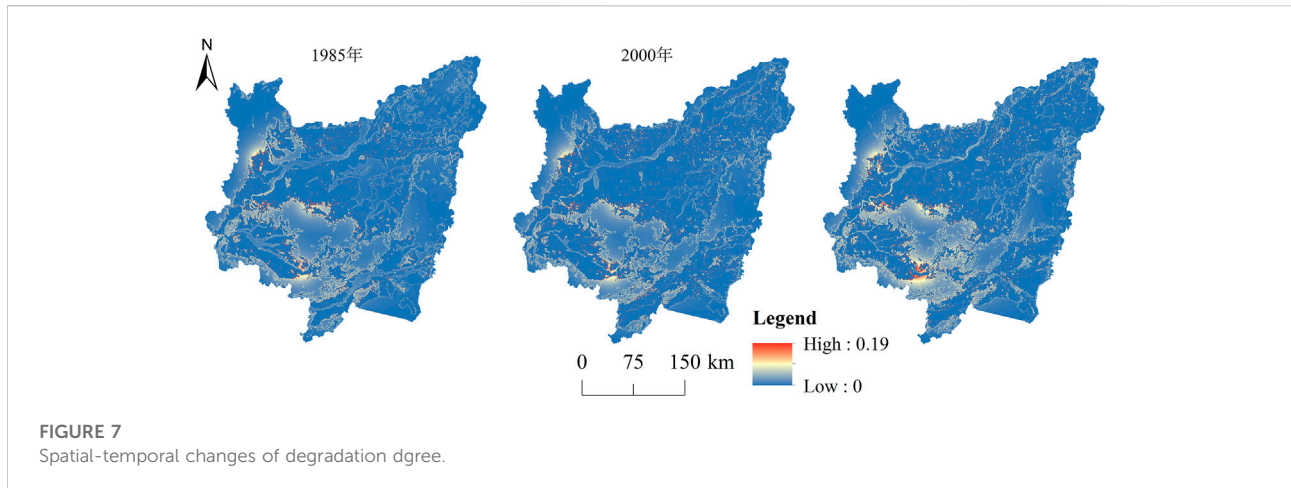 N
1985年
2000年
Legend
High : 0.19
Low : 0
0 75 150 km
FIGURE 7
Spatial-temporal changes of degradation dgree.